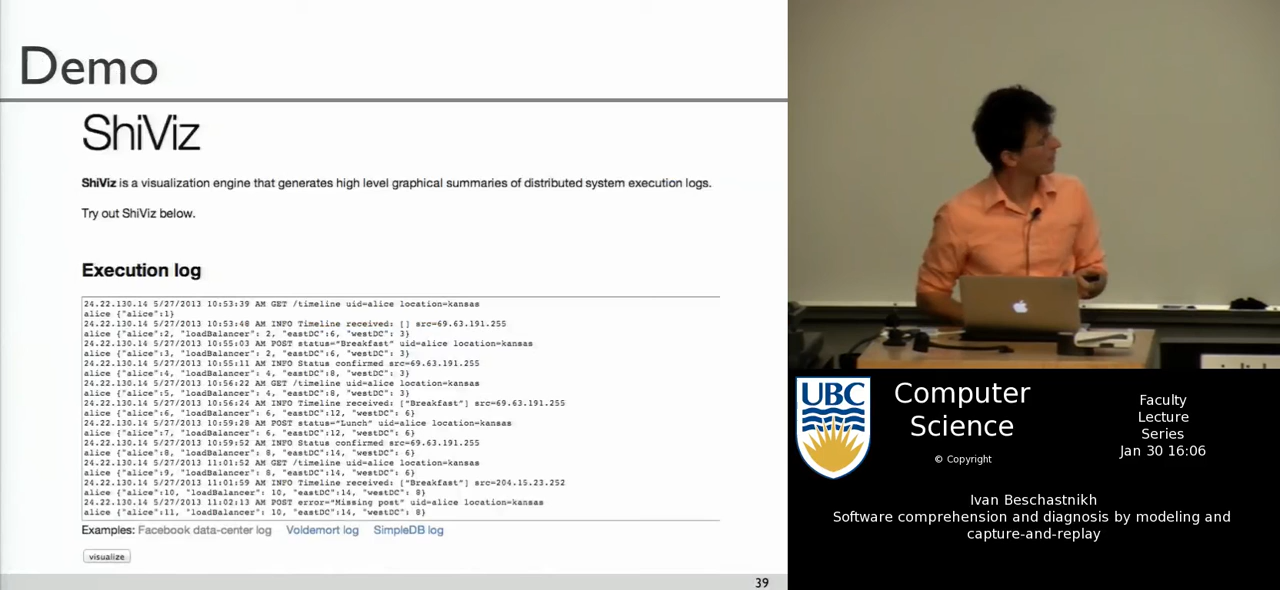 Demo
ShiViz
ShiViz is a visualization engine that generates high level graphical summaries of distributed system execution logs.
Try out ShiViz below.
Execution log
24.22.130.14 5/27/2013 10:53:39 AM GET /timeline uid=alice location=kansas
alice {"alice":1}
24.22.130.14 5/27/2013 10:53:48 AM INFO Timeline received: [] src=69.63.191.255
alice {"alice":2, "loadBalancer": 2, "eastDC":6, "westDC": 3}
24.22.130.14 5/27/2013 10:55:03 AM POST status="Breakfast" uid=alice location=kansas
alice {"alice":3, "loadBalancer": 2, "eastDC":6, "westDC": 3}
24.22.130.14 5/27/2013 10:55:11 AM INFO Status confirmed src=69.63.191.255
alice {"alice":4, "loadBalancer": 4, "eastDC":8, "westDC": 3}
24.22.130.14 5/27/2013 10:56:22 AM GET /timeline uid=alice location=kansas
alice {"alice":5, "loadBalancer": 4, "eastDC":8, "westDC": 3}
24.22.130.14 5/27/2013 10:56:24 AM INFO Timeline received: ["Breakfast"] src=69.63.191.255
alice {"alice":6, "loadBalancer": 6, "eastDC":12, "westDC": 6}
24.22.130.14 5/27/2013 10:59:28 AM POST status="Lunch" uid=alice location=kansas
alice {"alice":7, "loadBalancer": 6, "eastDC":12, "westDC": 6}
24.22.130.14 5/27/2013 10:59:52 AM INFO Status confirmed src=69.63.191.255
alice {"alice":8, "loadBalancer": 8, "eastDC":14, "westDC": 6}
24.22.130.14 5/27/2013 11:01:52 AM GET /timeline uid=alice location=kansas
alice {"alice":9, "loadBalancer": 8, "eastDC":14, "westDC": 6}
24.22.130.14 5/27/2013 11:01:59 AM INFO Timeline received: ["Breakfast"] src=204.15.23.252
alice {"alice":10, "loadBalancer": 10, "eastDC":14, "westDC": 8}
24.22.130.14 5/27/2013 11:02:13 AM POST error="Missing post" uid=alice location=kansas
alice {"alice":11, "loadBalancer": 10, "eastDC":14, "westDC": 8}
Examples: Facebook data-center log Voldemort log SimpleDB log
visualize
39
UBC
Computer
Science
© Copyright
Faculty
Lecture
Series
Jan 30 16:06
Ivan Beschastnikh
Software comprehension and diagnosis by modeling and
capture-and-replay